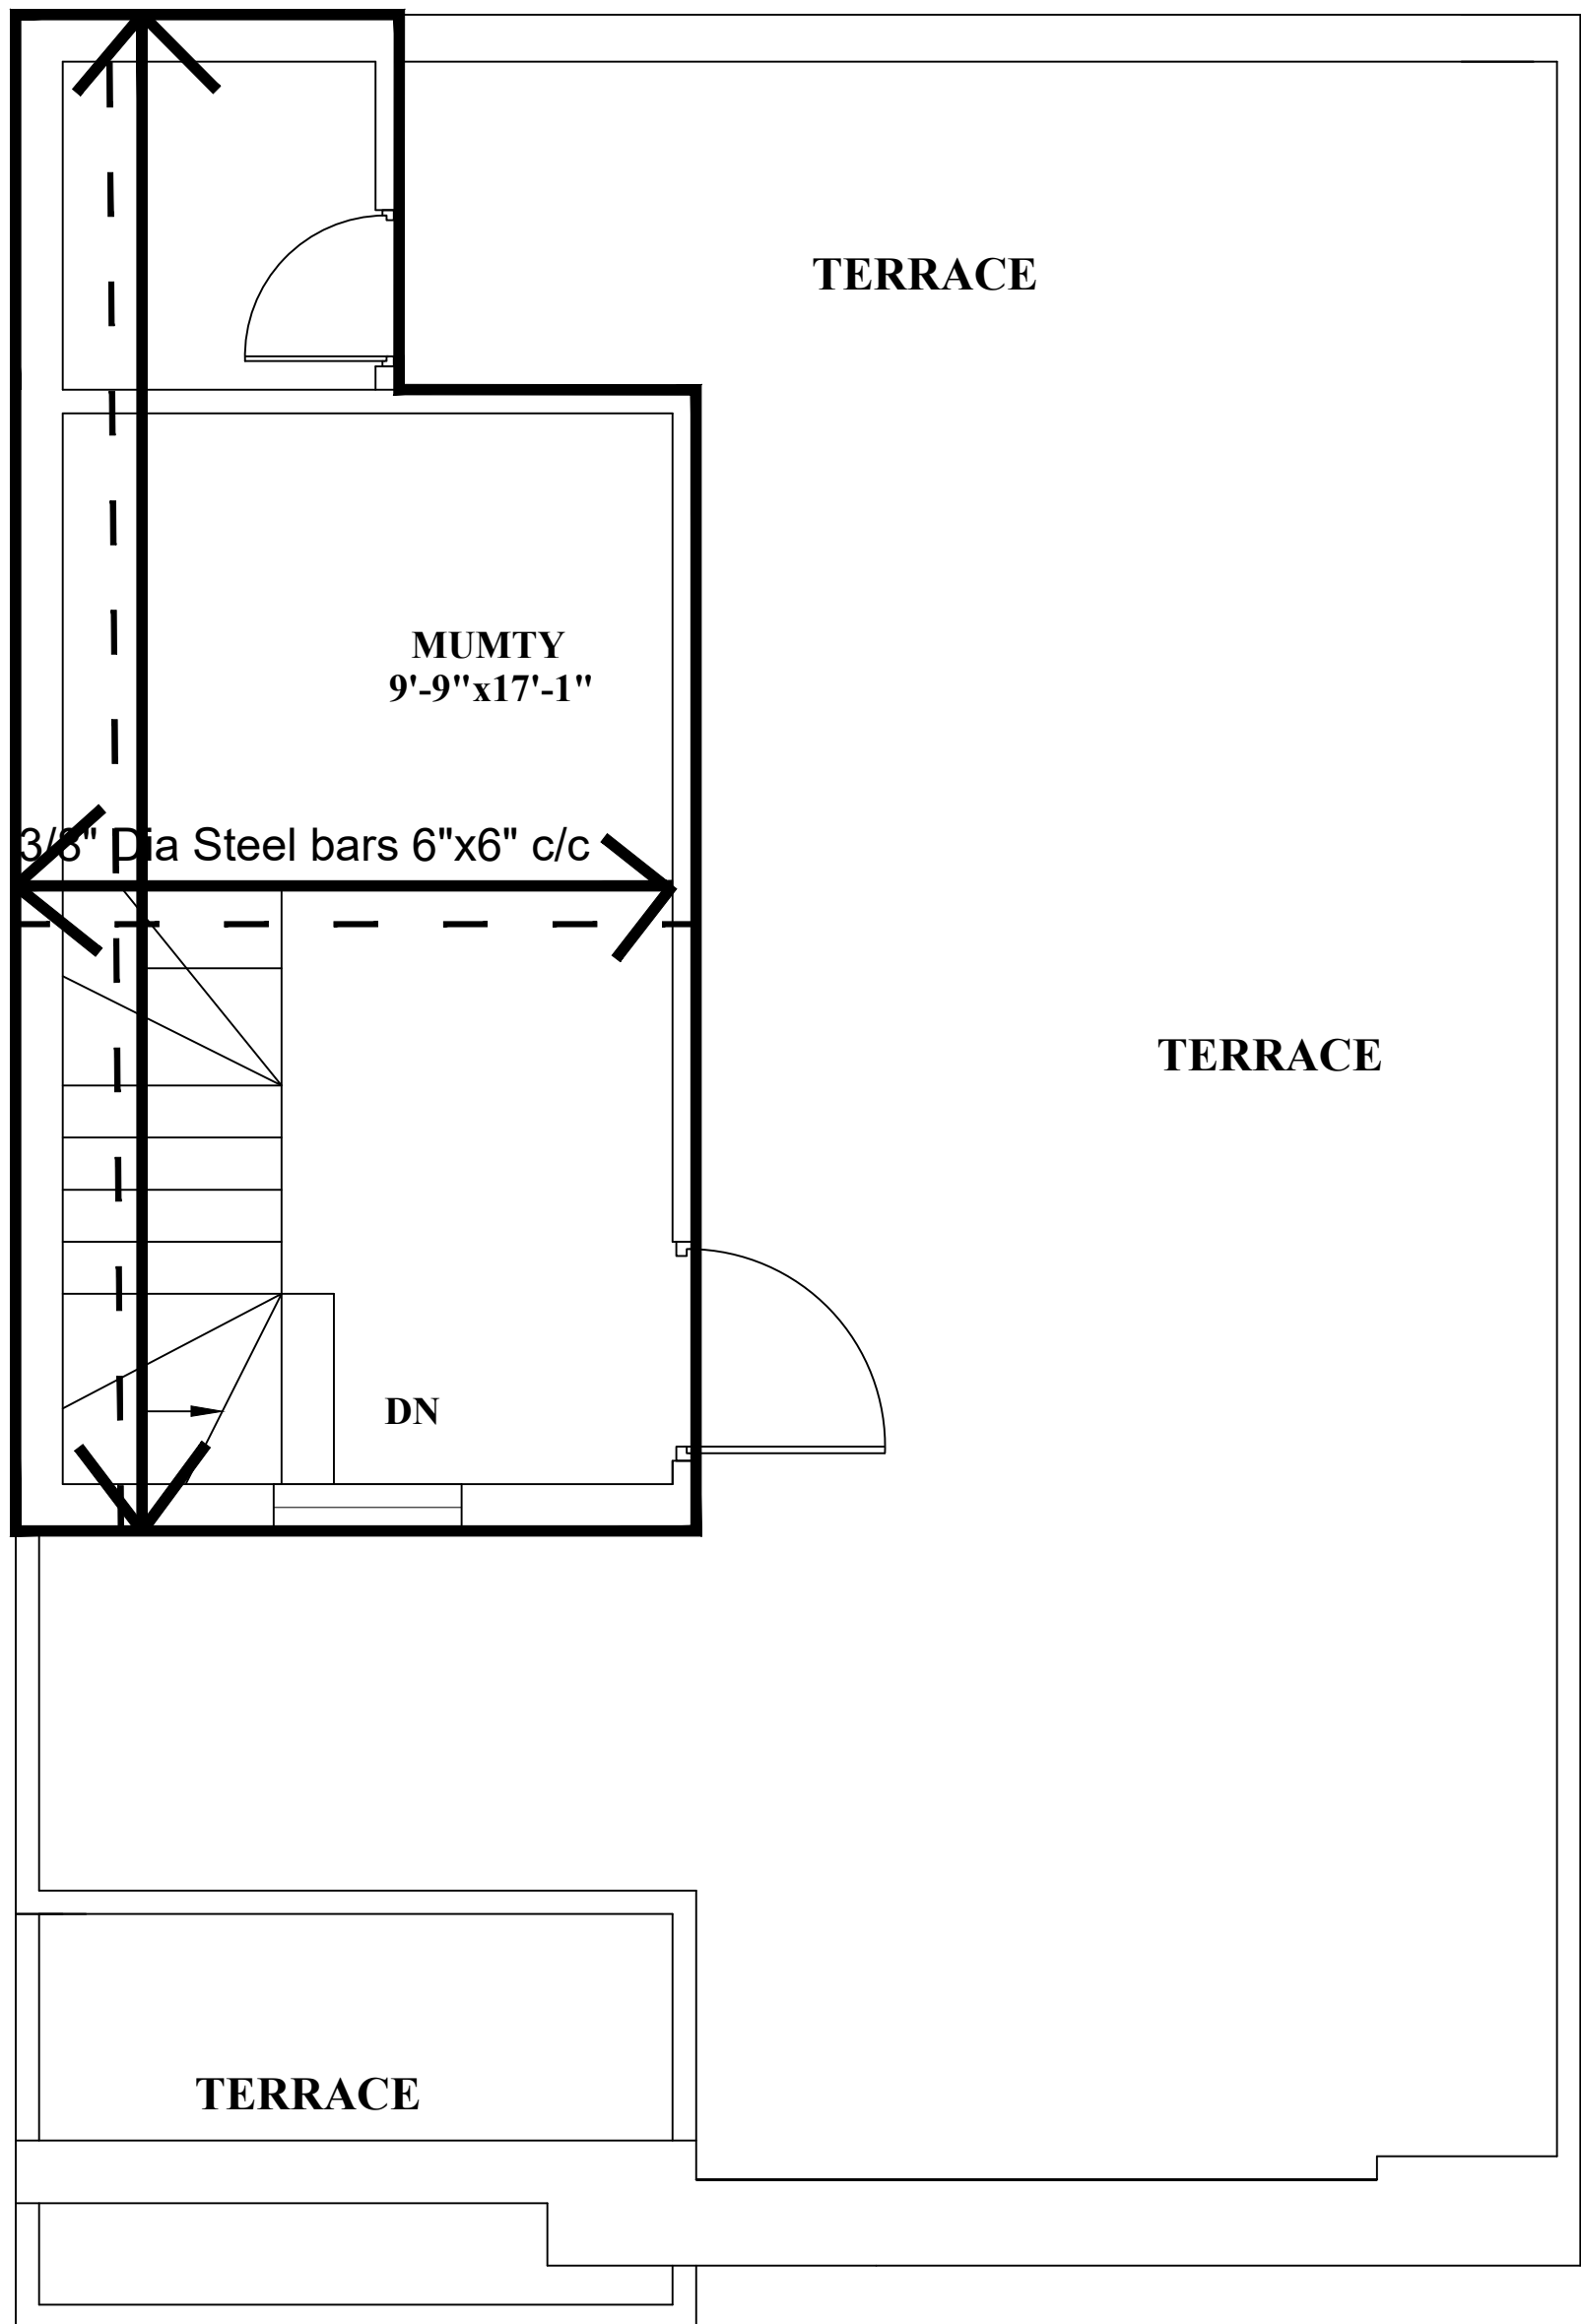 TERRACE
MUMTY
9'-9"x17'-1"
3/8" Dia Steel bars 6"x6" c/c
TERRACE
DN
TERRACE